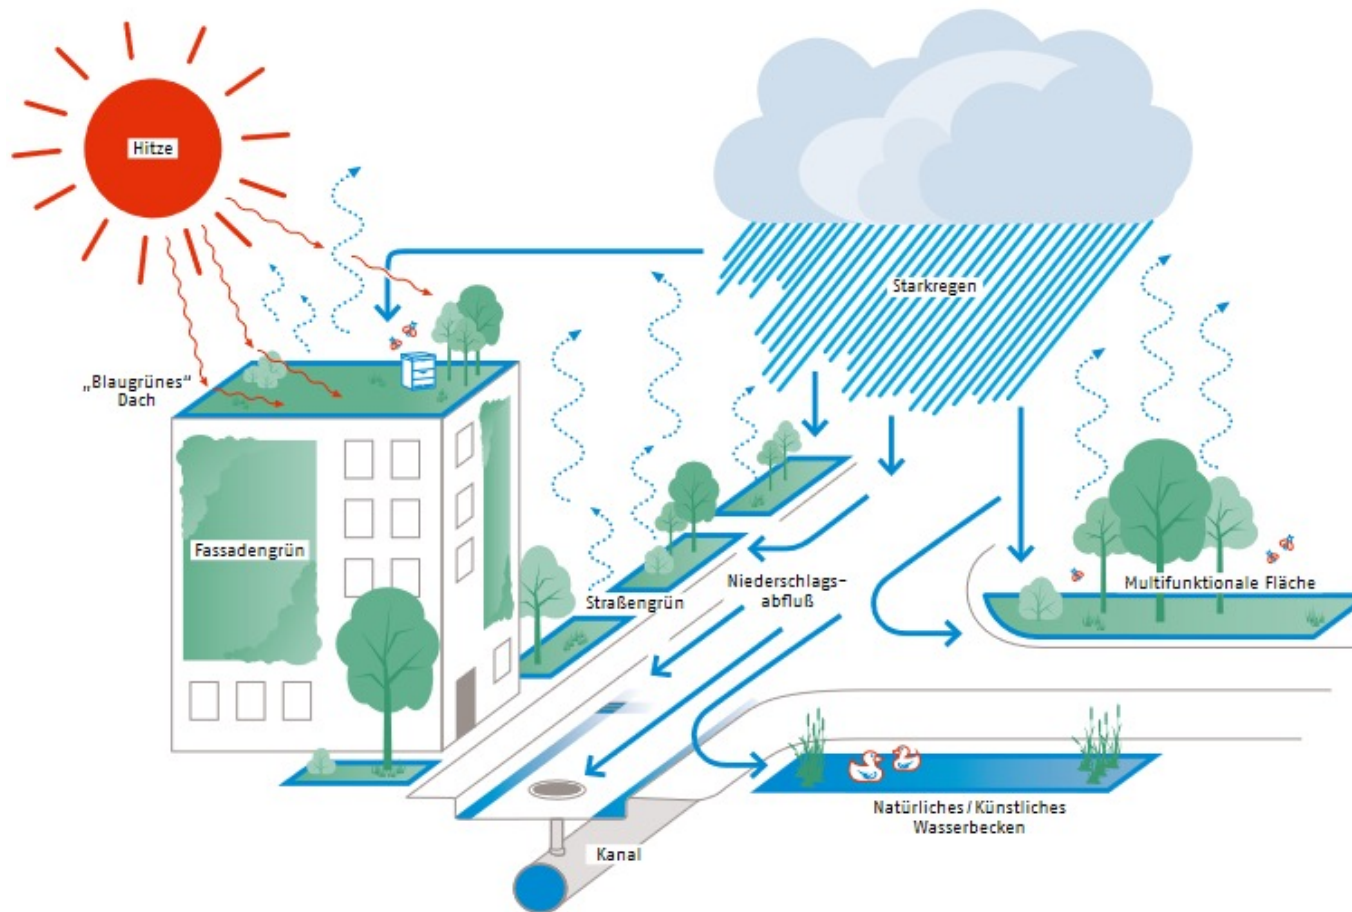 Hitze
Starkregen
„Blaugrünes“
Dach
Fassadengrün
Straßengrün
Niederschlags-
abfluß
Multifunktionale Fläche
Natürliches / Künstliches
Wasserbecken
Kanal